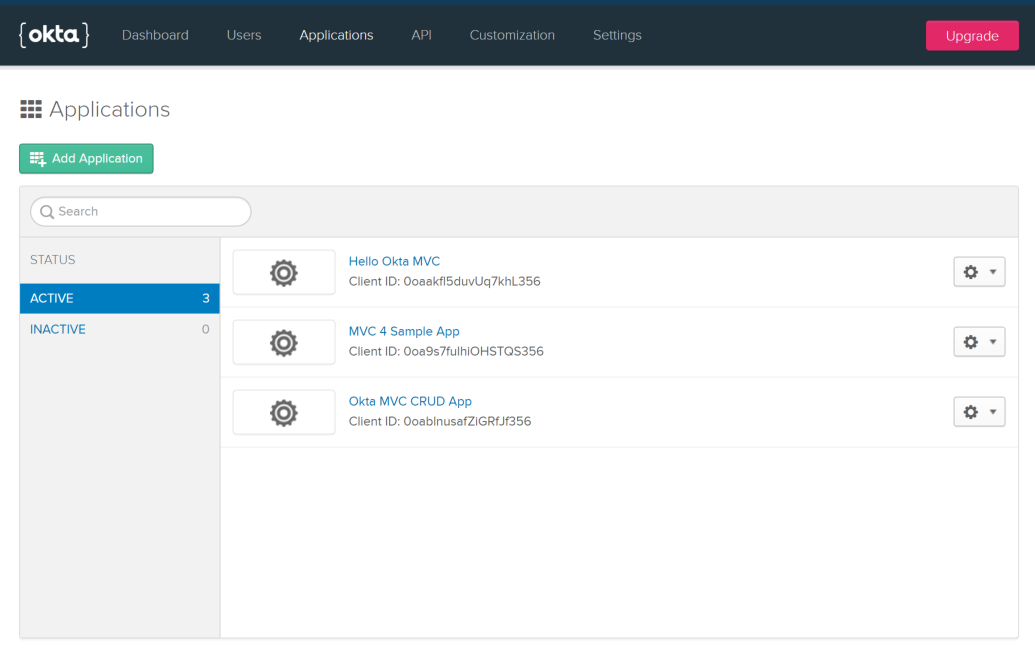 {okta} Dashboard Users Applications API Customization Settings Upgrade
Applications
Add Application
Search
STATUS
ACTIVE 3
INACTIVE 0
Hello Okta MVC
Client ID: 0oaakfl5duvUq7khL356
MVC 4 Sample App
Client ID: 0oa9s7fulhiOHSTQS356
Okta MVC CRUD App
Client ID: 0oablnusafZiGRfJf356